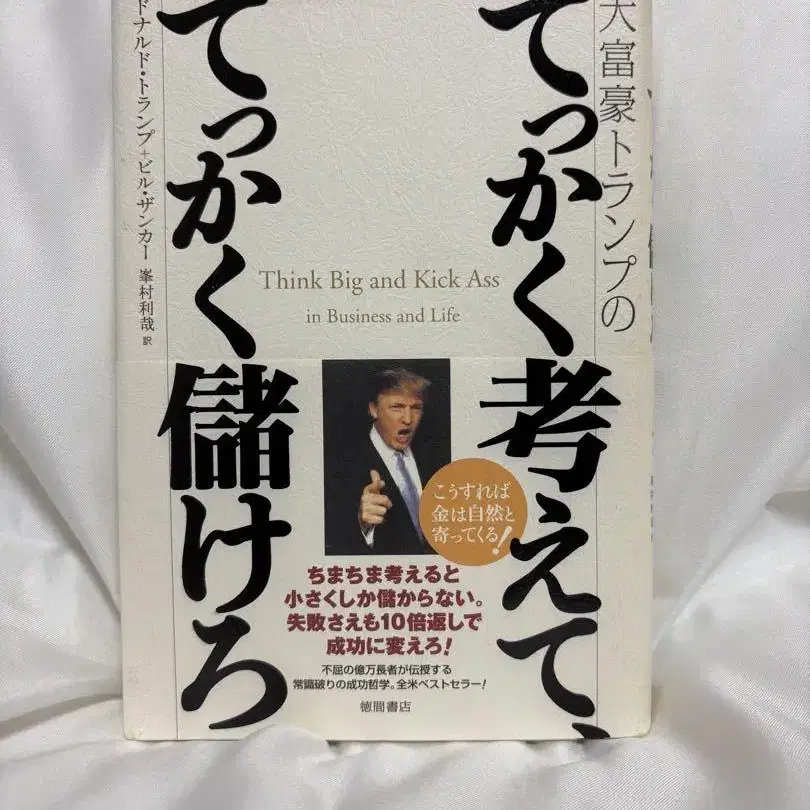 大富豪トランプの
でっかく考えて、
でっかく儲けろ
ドナルド・トランプ+ビル・ザンカー 峯村利哉 訳
Think Big and Kick Ass
in Business and Life
こうすれば
金は自然と
寄ってくる!
ちまちま考えると
小さくしか儲からない。
失敗さえも10倍返しで
成功に変えろ!
不屈の億万長者が伝授する
常識破りの成功哲学。全米ベストセラー!
徳間書店